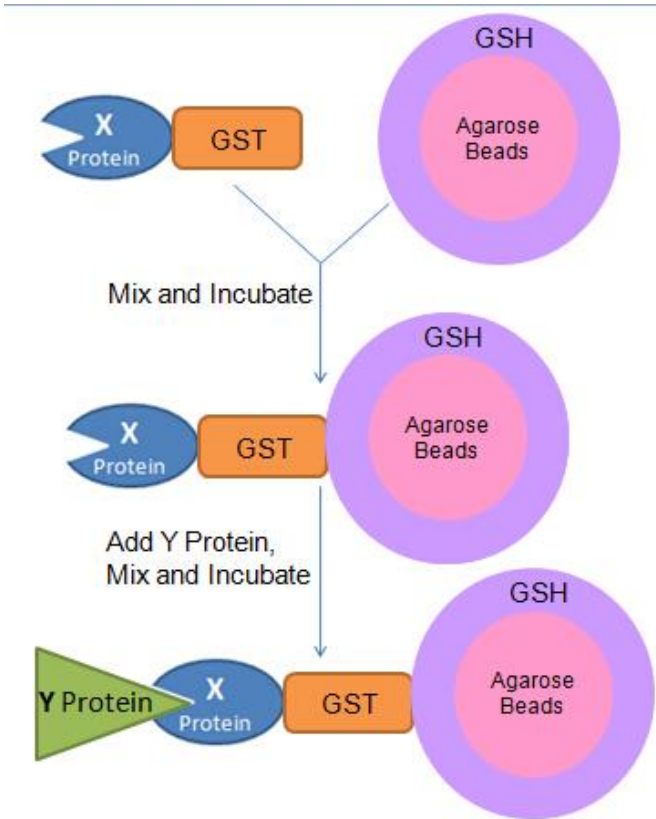 GSH
X
Protein
GST
Agarose
Beads
Mix and Incubate
GSH
X
Protein
GST
Agarose
Beads
Add Y Protein,
Mix and Incubate
GSH
Y Protein
X
Protein
GST
Agarose
Beads